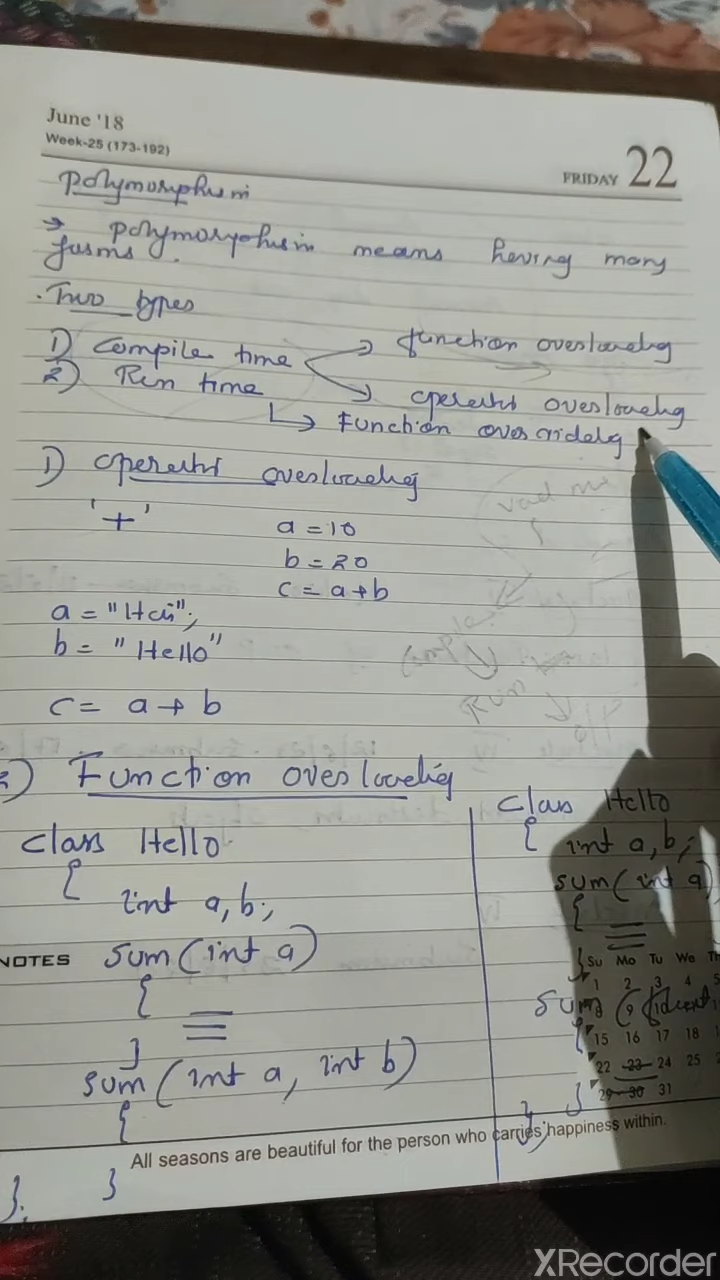 June '18
Week-25 (173-192)
FRIDAY 22
polymorphism
→ polymorphism means having many
forms.
. Two types
1) Compile time → function overloading
→ operator overloading
2) Run time
→ Function overriding
1) operator overloading
'+'
a = 10
b = 20
c = a + b
a = "Hai";
b = "Hello"
c = a + b
2) Function overloading
class Hello
{
int a, b;
sum (int a)
{
}
sum (int a, int b)
{
}
};
class Hello
{
int a, b;
sum (int a)
{
}
sum (float
{
}
};
NOTES
Su Mo Tu We
1 2 3 4 5
9
15 16 17 18
22 23 24 25
29 30 31
All seasons are beautiful for the person who carries happiness within.
XRecorder